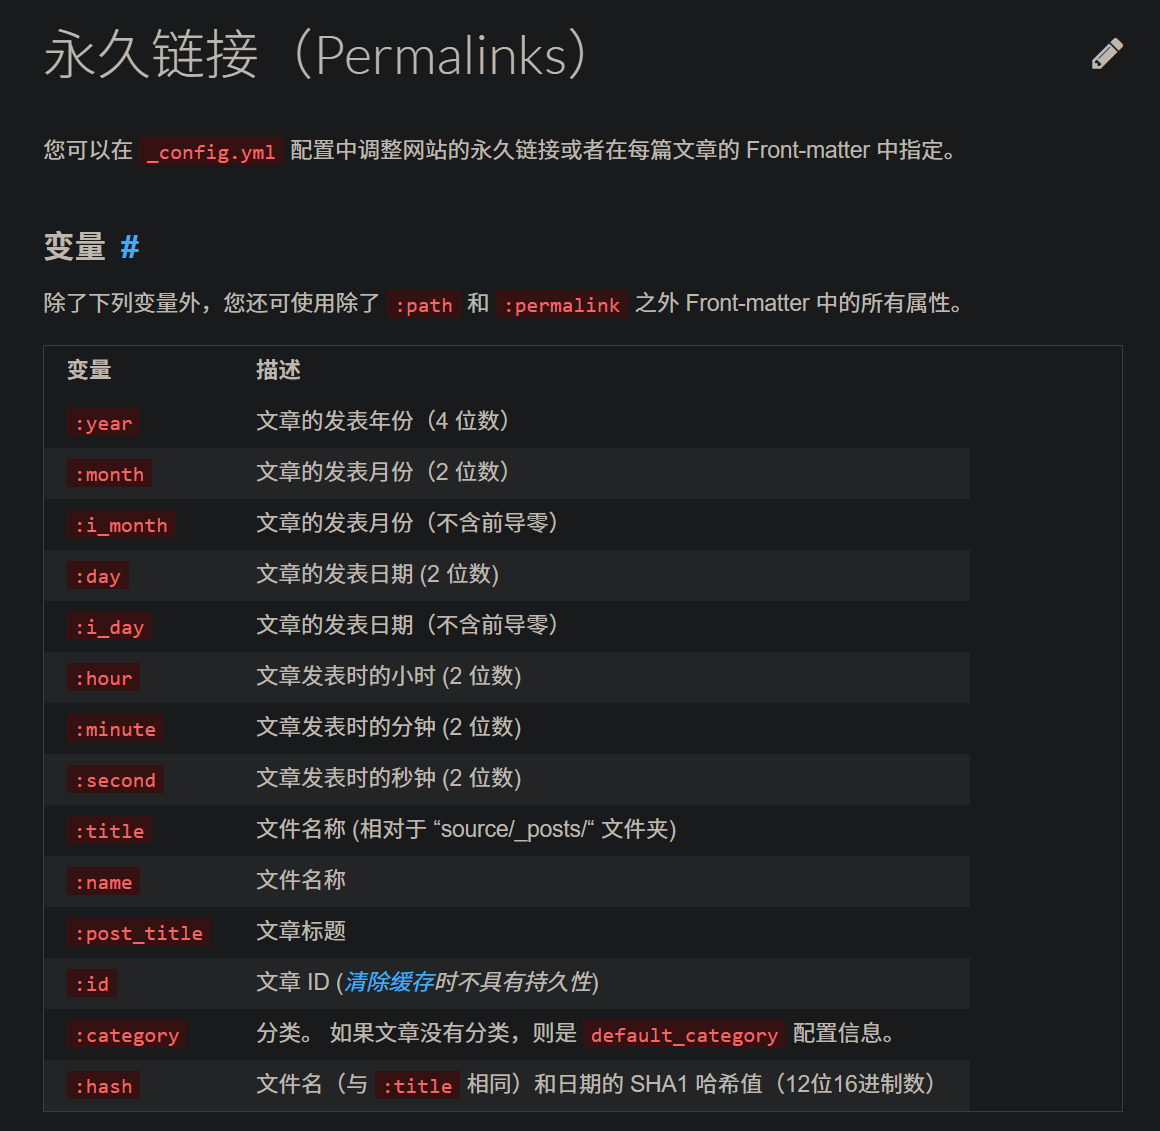 永久链接（Permalinks）
您可以在 _config.yml 配置中调整网站的永久链接或者在每篇文章的 Front-matter 中指定。
变量 #
除了下列变量外，您还可使用除了 :path 和 :permalink 之外 Front-matter 中的所有属性。
变量 描述
:year 文章的发表年份（4 位数）
:month 文章的发表月份（2 位数）
:i_month 文章的发表月份（不含前导零）
:day 文章的发表日期 (2 位数)
:i_day 文章的发表日期（不含前导零）
:hour 文章发表时的小时 (2 位数)
:minute 文章发表时的分钟 (2 位数)
:second 文章发表时的秒钟 (2 位数)
:title 文件名称 (相对于 “source/_posts/“ 文件夹)
:name 文件名称
:post_title 文章标题
:id 文章 ID (清除缓存时不具有持久性)
:category 分类。 如果文章没有分类，则是 default_category 配置信息。
:hash 文件名（与 :title 相同）和日期的 SHA1 哈希值（12位16进制数）